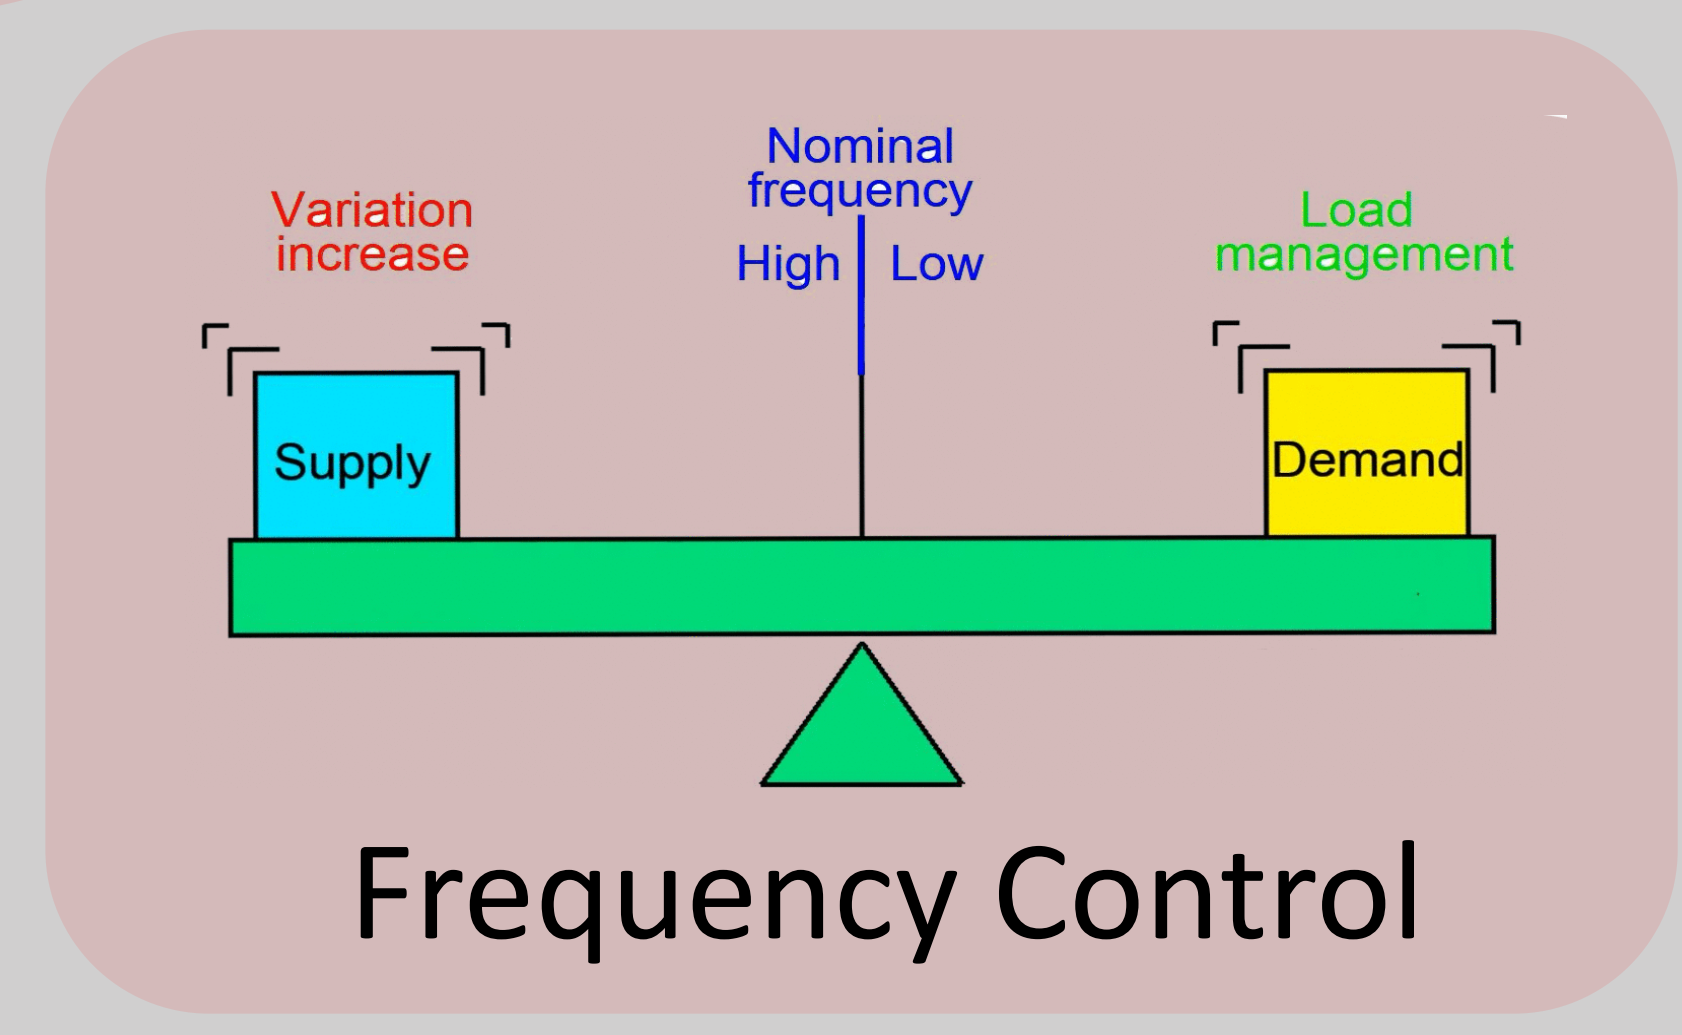 Nominal
frequency
High Low
Variation
increase
Load
management
Supply
Demand
Frequency Control